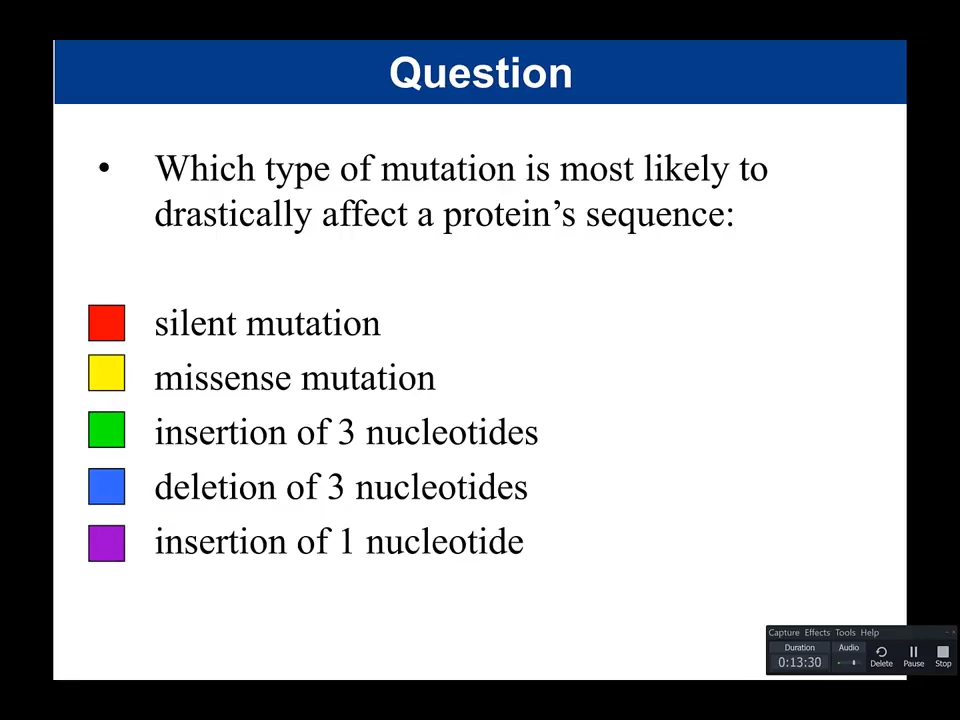 Question
• Which type of mutation is most likely to
drastically affect a protein’s sequence:
silent mutation
missense mutation
insertion of 3 nucleotides
deletion of 3 nucleotides
insertion of 1 nucleotide
Capture Effects Tools Help
Duration Audio
0:13:30 Delete Pause Stop